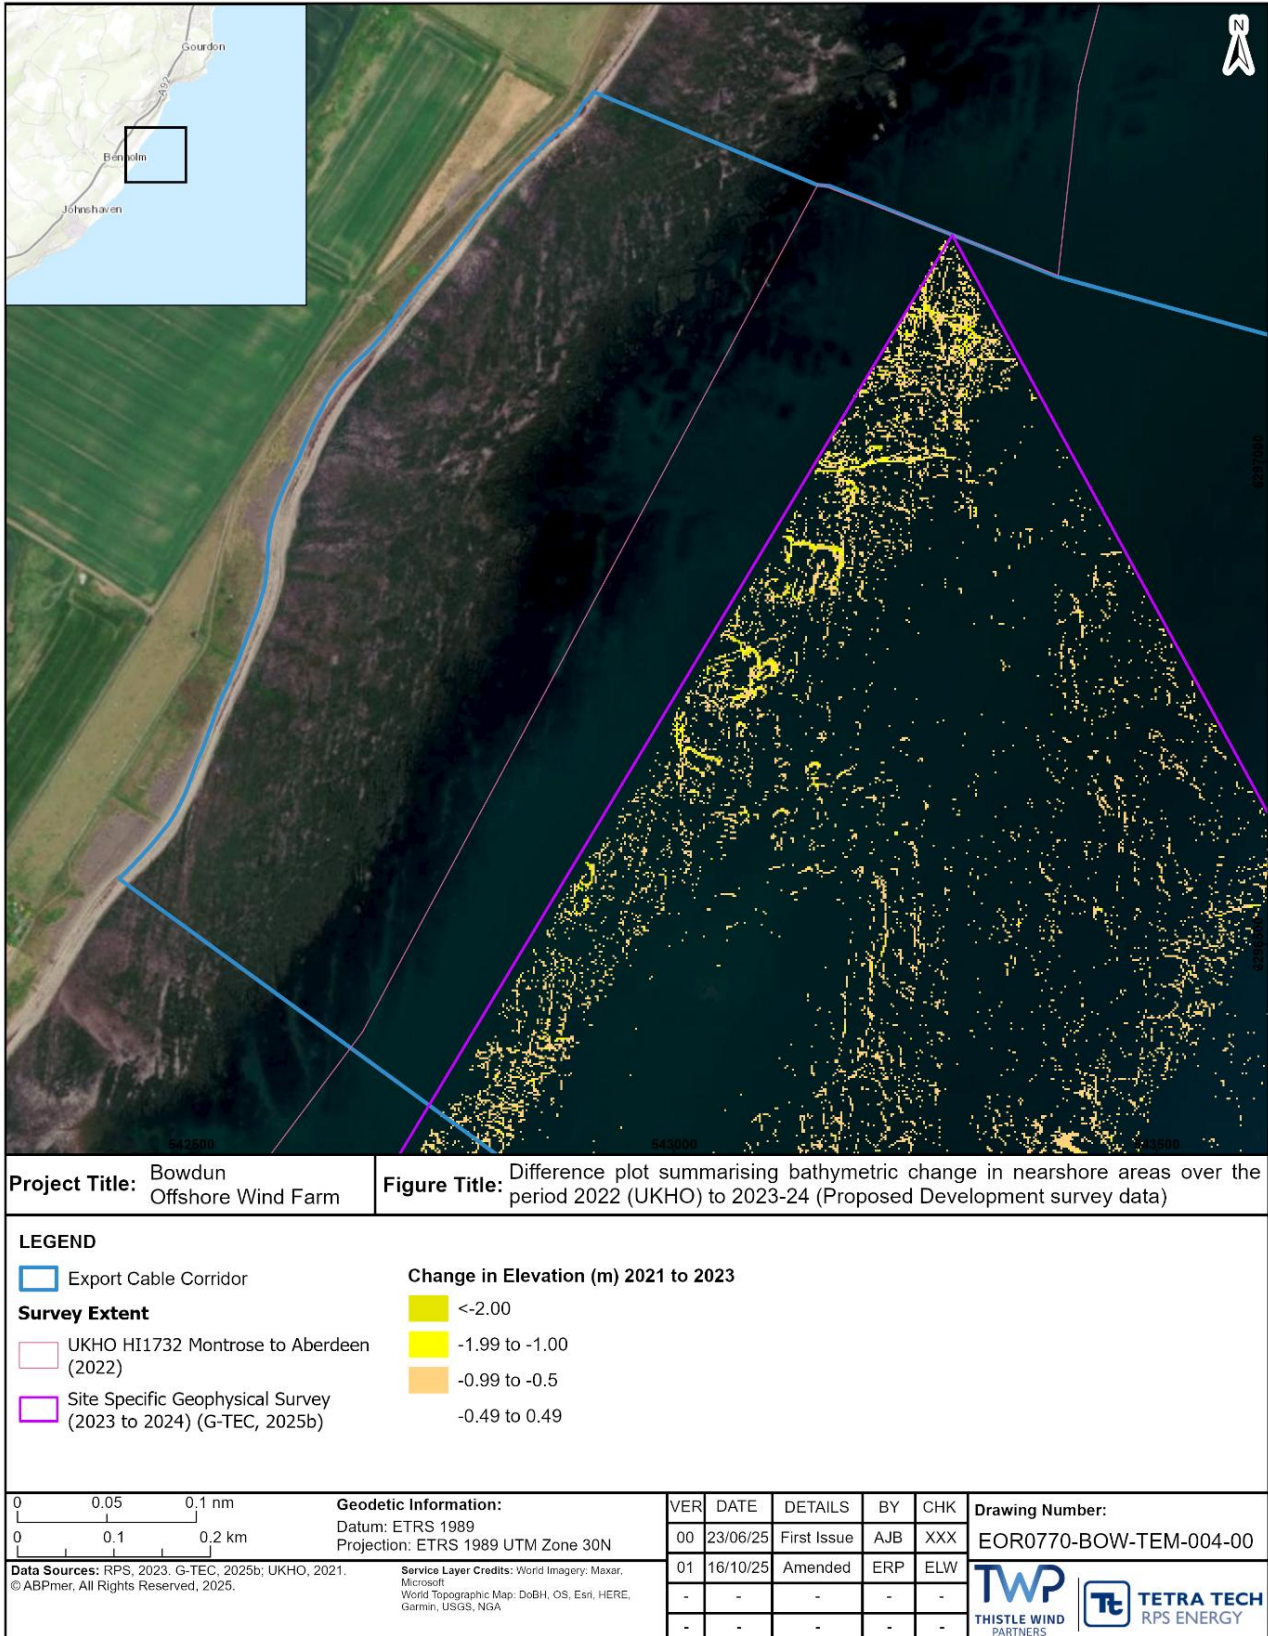 N
Gourdon
A92
Benholm
Johnshaven
6297000
542500
543000
Project Title: Bowdun
Offshore Wind Farm
Figure Title: Difference plot summarising bathymetric change in nearshore areas over the
period 2022 (UKHO) to 2023-24 (Proposed Development survey data)
LEGEND
Export Cable Corridor
Survey Extent
UKHO HI1732 Montrose to Aberdeen
(2022)
Site Specific Geophysical Survey
(2023 to 2024) (G-TEC, 2025b)
Change in Elevation (m) 2021 to 2023
<-2.00
-1.99 to -1.00
-0.99 to -0.5
-0.49 to 0.49
0 0.05 0.1 nm
0 0.1 0.2 km
Geodetic Information:
Datum: ETRS 1989
Projection: ETRS 1989 UTM Zone 30N
Data Sources: RPS, 2023. G-TEC, 2025b; UKHO, 2021.
© ABPmer, All Rights Reserved, 2025.
Service Layer Credits: World Imagery: Maxar,
Microsoft
World Topographic Map: DoBH, OS, Esri, HERE,
Garmin, USGS, NGA
VER DATE DETAILS BY CHK
00 23/06/25 First Issue AJB XXX
01 16/10/25 Amended ERP ELW
- - - - -
- - - - -
Drawing Number:
EOR0770-BOW-TEM-004-00
TWP
THISTLE WIND
PARTNERS
Tt
TETRA TECH
RPS ENERGY